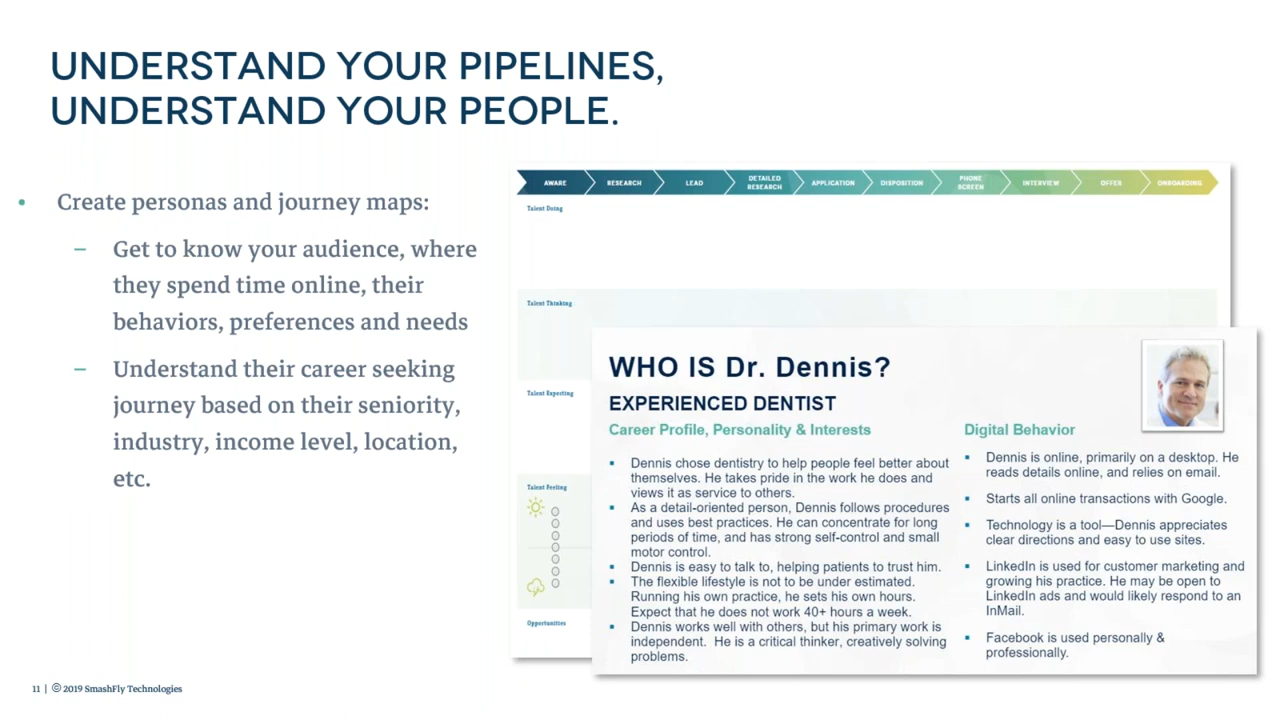 UNDERSTAND YOUR PIPELINES,
UNDERSTAND YOUR PEOPLE.
• Create personas and journey maps:
– Get to know your audience, where
they spend time online, their
behaviors, preferences and needs
– Understand their career seeking
journey based on their seniority,
industry, income level, location,
etc.
AWARE
RESEARCH
LEAD
DETAILED
RESEARCH
APPLICATION
DISPOSITION
PHONE
SCREEN
INTERVIEW
OFFER
ONBOARDING
Talent Doing
Talent Thinking
Talent Expecting
Talent Feeling
Opportunities
WHO IS Dr. Dennis?
EXPERIENCED DENTIST
Career Profile, Personality & Interests
Dennis chose dentistry to help people feel better about
themselves. He takes pride in the work he does and
views it as service to others.
As a detail-oriented person, Dennis follows procedures
and uses best practices. He can concentrate for long
periods of time, and has strong self-control and small
motor control.
Dennis is easy to talk to, helping patients to trust him.
The flexible lifestyle is not to be under estimated.
Running his own practice, he sets his own hours.
Expect that he does not work 40+ hours a week.
Dennis works well with others, but his primary work is
independent. He is a critical thinker, creatively solving
problems.
Digital Behavior
Dennis is online, primarily on a desktop. He
reads details online, and relies on email.
Starts all online transactions with Google.
Technology is a tool—Dennis appreciates
clear directions and easy to use sites.
LinkedIn is used for customer marketing and
growing his practice. He may be open to
LinkedIn ads and would likely respond to an
InMail.
Facebook is used personally &
professionally.
11 | © 2019 SmashFly Technologies